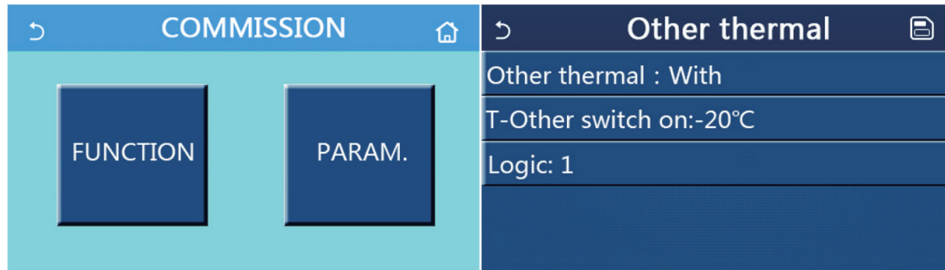 COMMISSION
FUNCTION
PARAM.
Other thermal
Other thermal : With
T-Other switch on:-20℃
Logic: 1